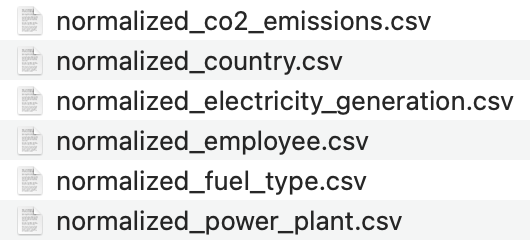 normalized_co2_emissions.csv
normalized_country.csv
normalized_electricity_generation.csv
normalized_employee.csv
normalized_fuel_type.csv
normalized_power_plant.csv